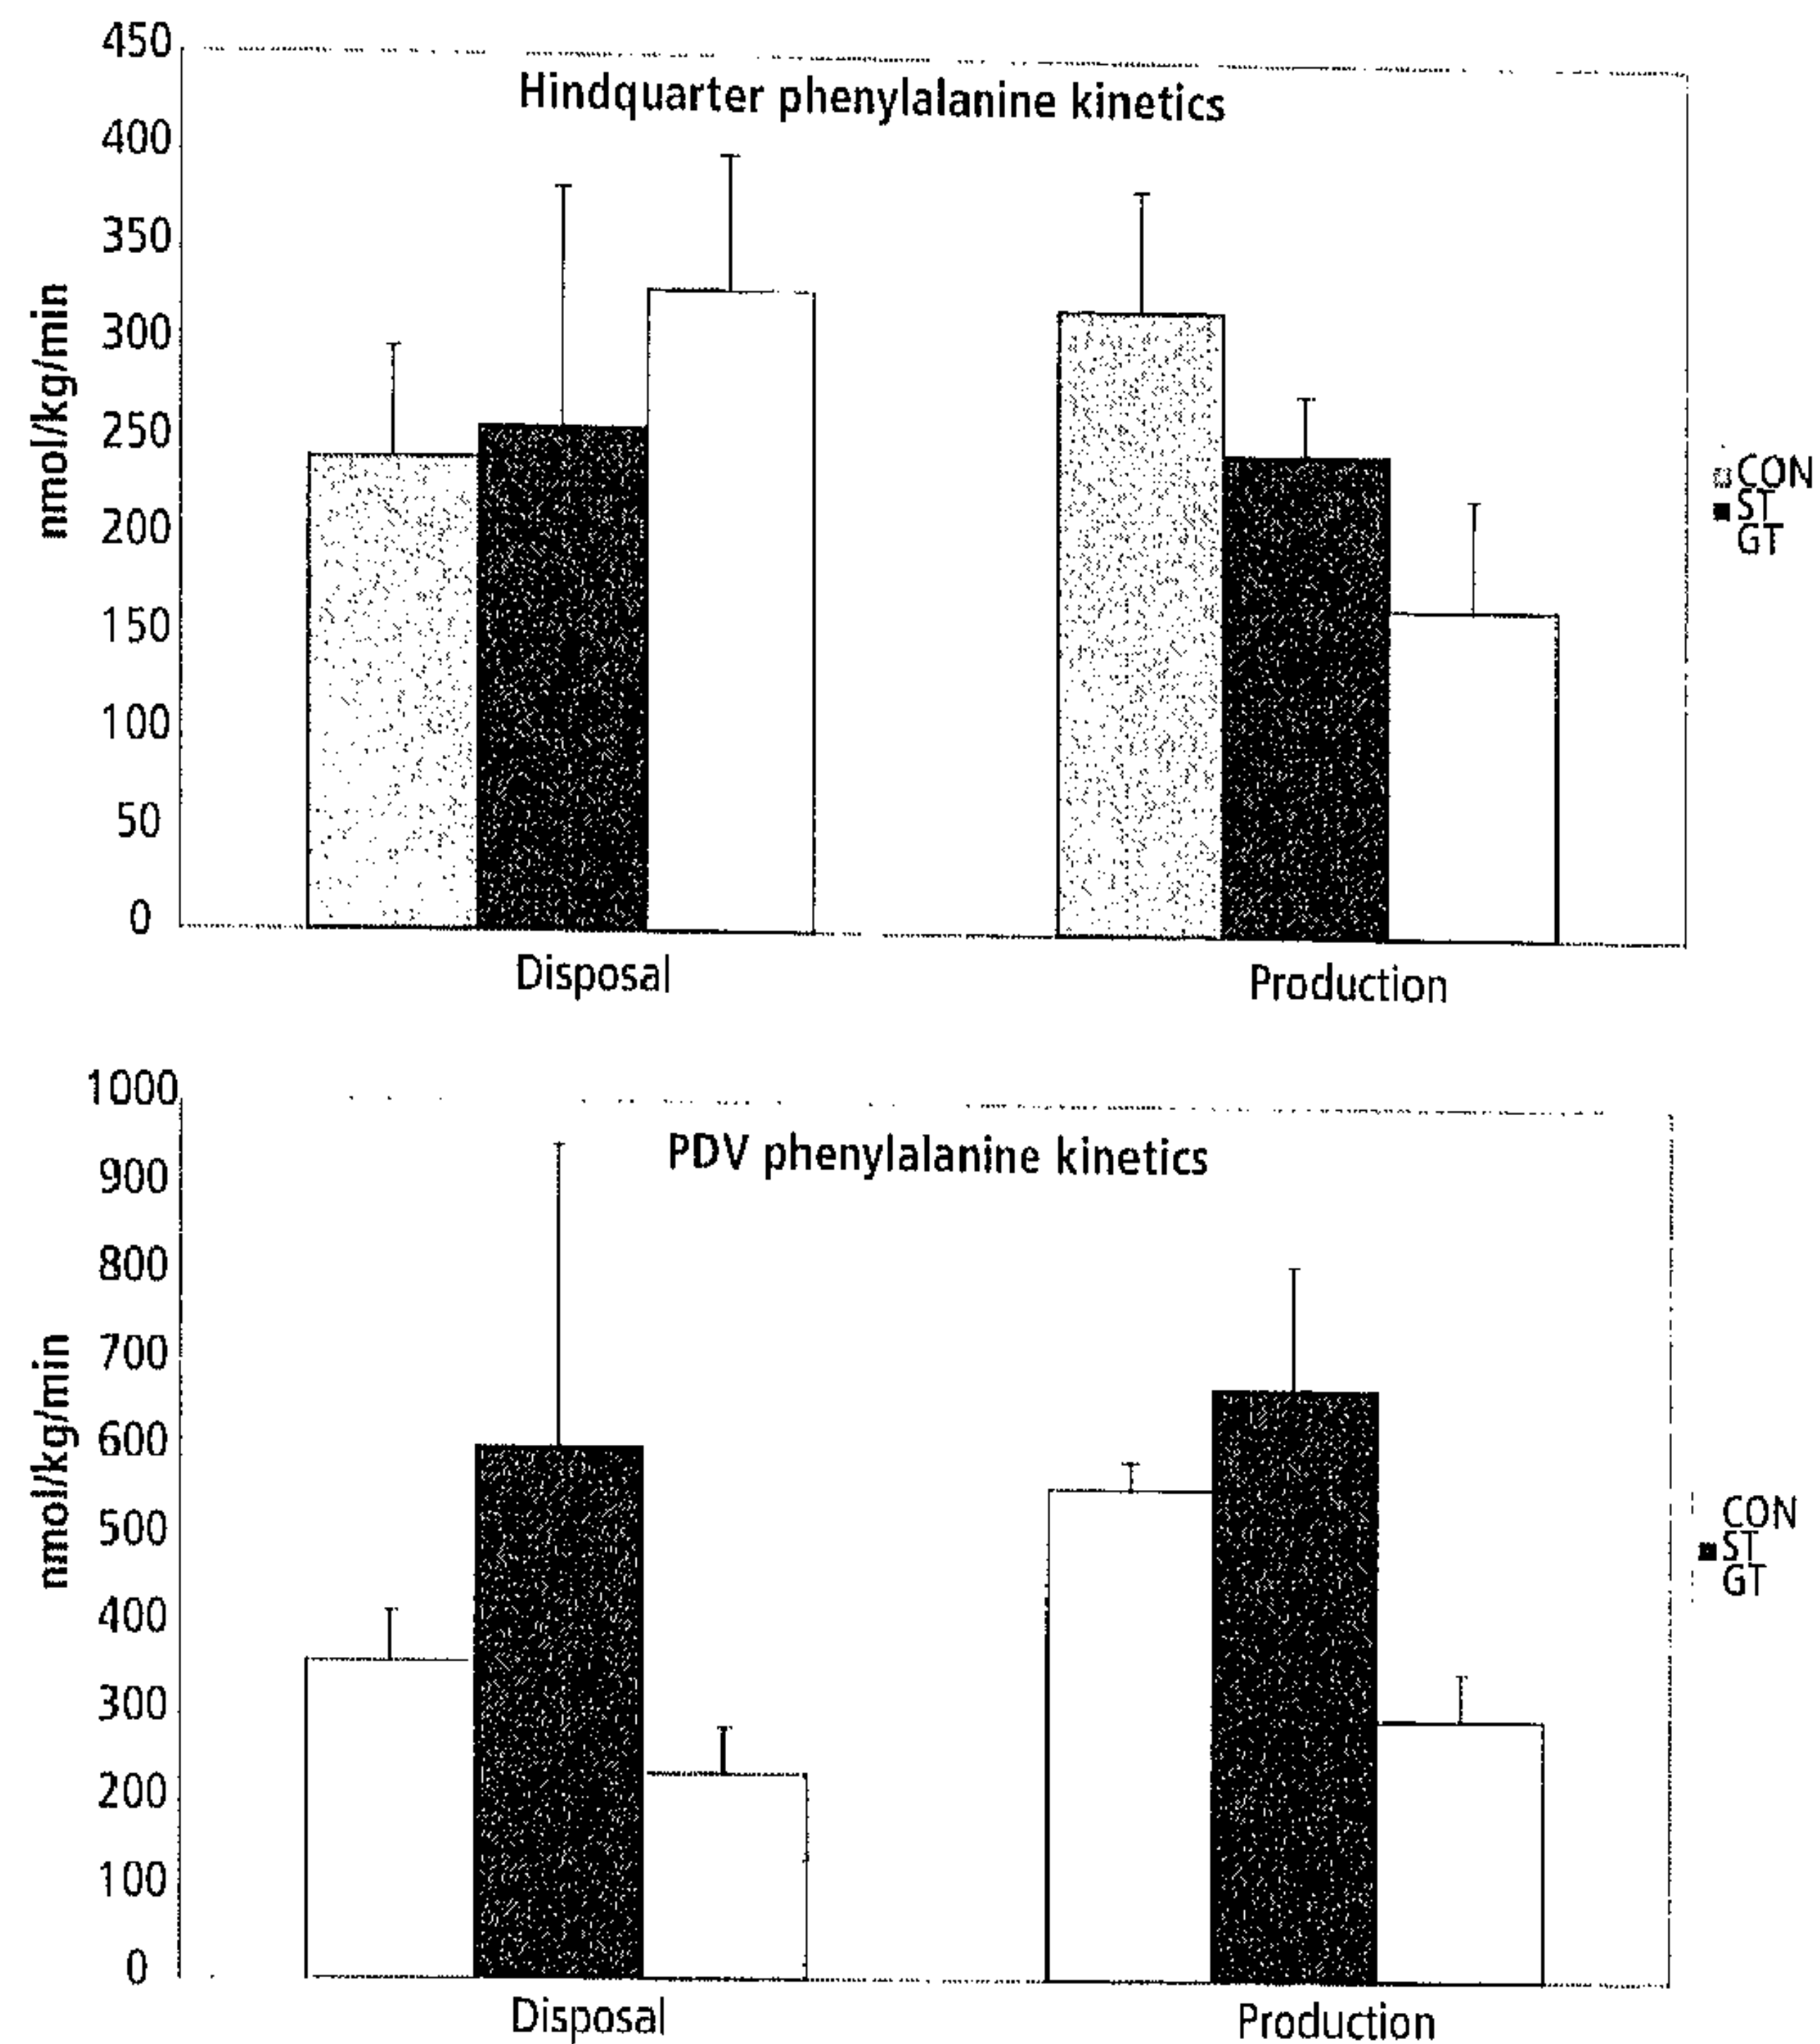 Hindquarter phenylalanine kinetics
nmol/kg/min
450
400
350
300
250
200
150
100
50
0
Disposal
Production
CON
ST
GT
PDV phenylalanine kinetics
nmol/kg/min
1000
900
800
700
600
500
400
300
200
100
0
Disposal
Production
CON
ST
GT